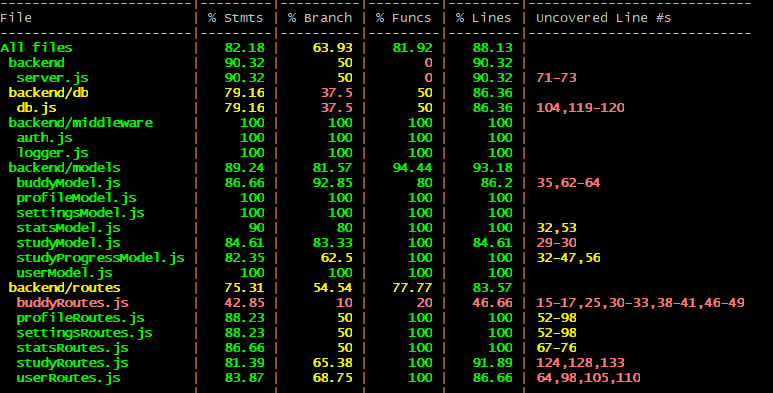 File | % Stmts | % Branch | % Funcs | % Lines | Uncovered Line #s
All files | 82.18 | 63.93 | 81.92 | 88.13 |
backend | 90.32 | 50 | 0 | 90.32 |
server.js | 90.32 | 50 | 0 | 90.32 | 71-73
backend/db | 79.16 | 37.5 | 50 | 86.36 |
db.js | 79.16 | 37.5 | 50 | 86.36 | 104,119-120
backend/middleware | 100 | 100 | 100 | 100 |
auth.js | 100 | 100 | 100 | 100 |
logger.js | 100 | 100 | 100 | 100 |
backend/models | 89.24 | 81.57 | 94.44 | 93.18 |
buddyModel.js | 86.66 | 92.85 | 80 | 86.2 | 35,62-64
profileModel.js | 100 | 100 | 100 | 100 |
settingsModel.js | 100 | 100 | 100 | 100 |
statsModel.js | 90 | 80 | 100 | 100 | 32,53
studyModel.js | 84.61 | 83.33 | 100 | 84.61 | 29-30
studyProgressModel.js | 82.35 | 62.5 | 100 | 100 | 32-47,56
userModel.js | 100 | 100 | 100 | 100 |
backend/routes | 75.31 | 54.54 | 77.77 | 83.57 |
buddyRoutes.js | 42.85 | 10 | 20 | 46.66 | 15-17,25,30-33,38-41,46-49
profileRoutes.js | 88.23 | 50 | 100 | 100 | 52-98
settingsRoutes.js | 88.23 | 50 | 100 | 100 | 52-98
statsRoutes.js | 86.66 | 50 | 100 | 100 | 67-76
studyRoutes.js | 81.39 | 65.38 | 100 | 91.89 | 124,128,133
userRoutes.js | 83.87 | 68.75 | 100 | 86.66 | 64,98,105,110